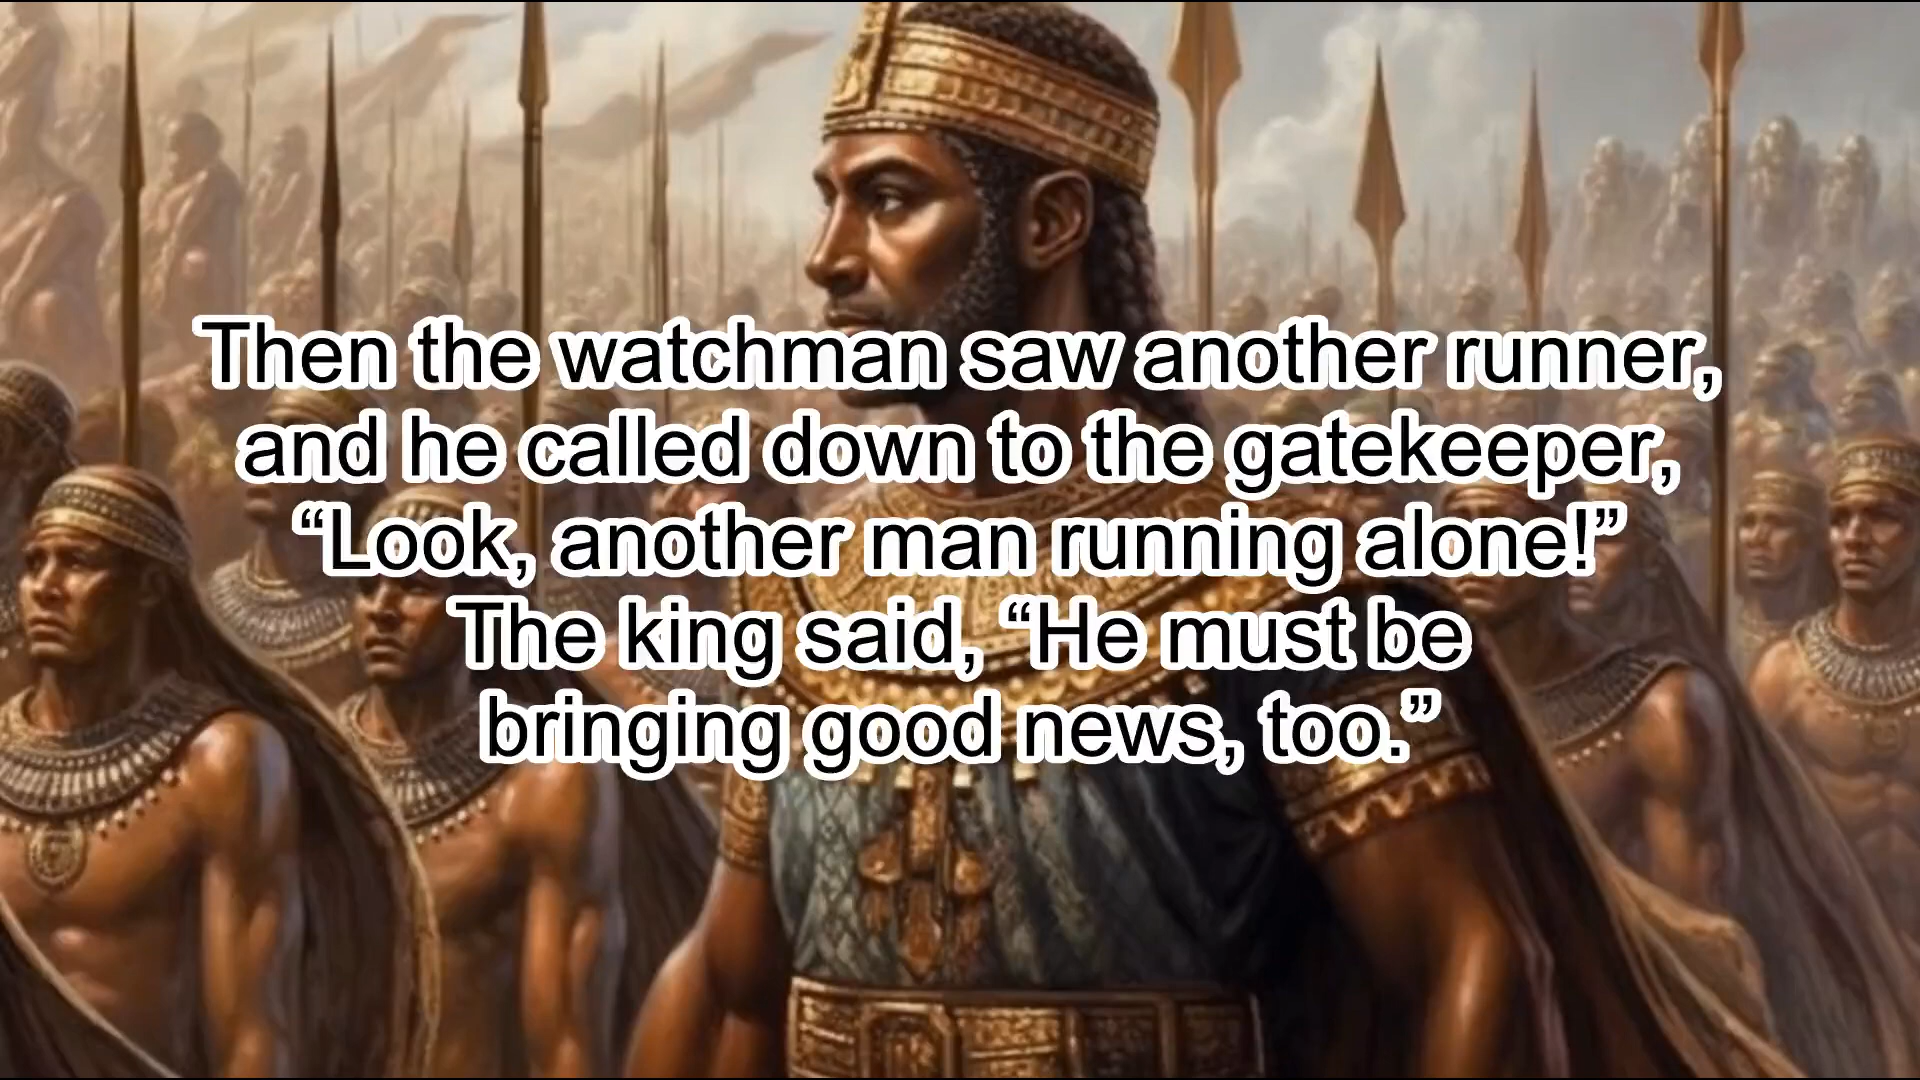 Then the watchman saw another runner,
and he called down to the gatekeeper,
“Look, another man running alone!”
The king said, “He must be
bringing good news, too.”